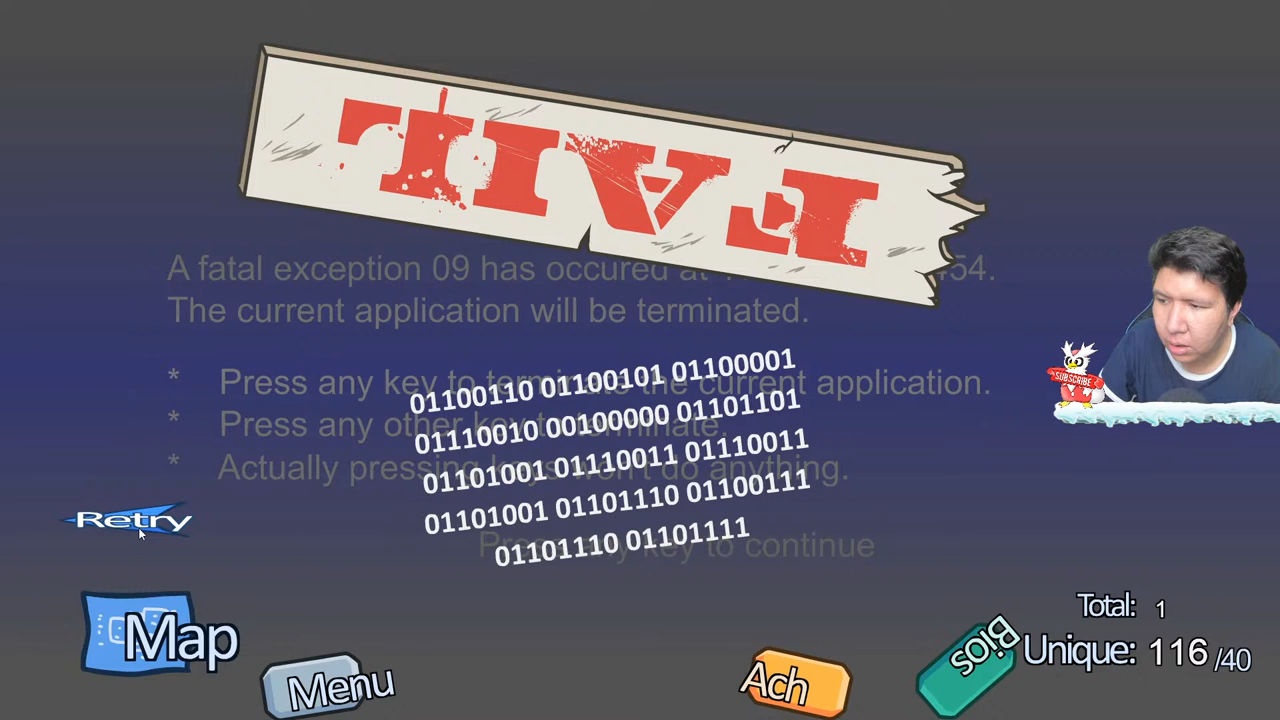 FAIL
A fatal exception 09 has occured at 54.
The current application will be terminated.
* Press any key to terminate the current application.
* Press any other key to terminate.
* Actually pressing keys won't do anything.
Press any key to continue
01100110 01100101 01100001
01110010 00100000 01101101
01101001 01110011 01110011
01101001 01101110 01100111
01101110 01101111
SUBSCRIBE
Retry
Map
Menu
Ach
Bios
Total: 1
Unique: 116 /40